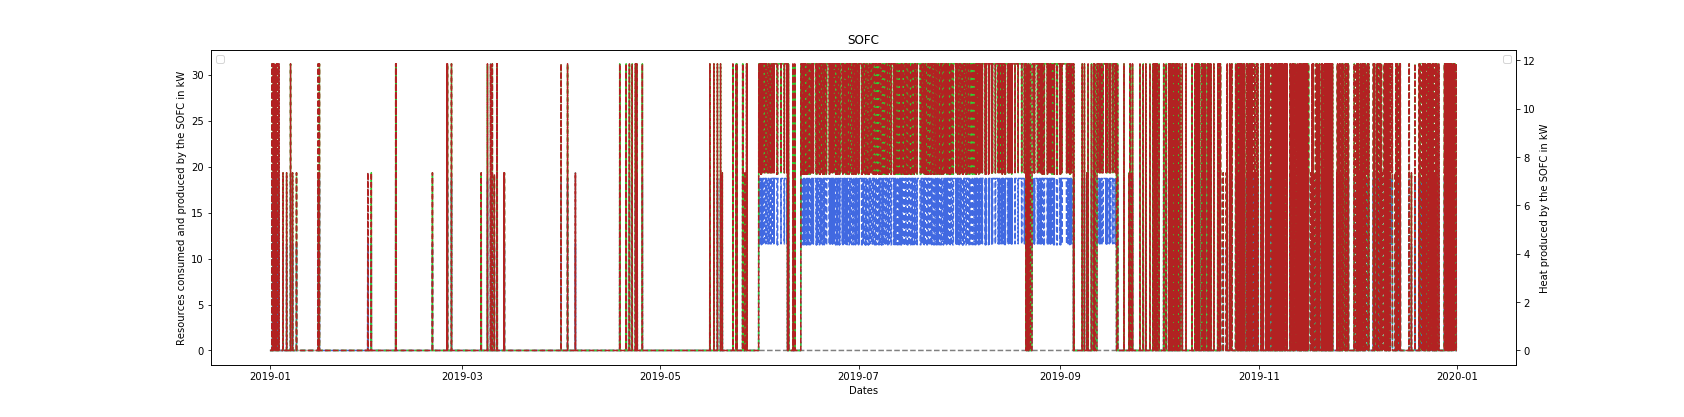 SOFC
Resources consumed and produced by the SOFC in kW
30
25
20
15
10
5
0
12
10
8
6
4
2
0
Heat produced by the SOFC in kW
2019-01 2019-03 2019-05 2019-07 2019-09 2019-11 2020-01
Dates